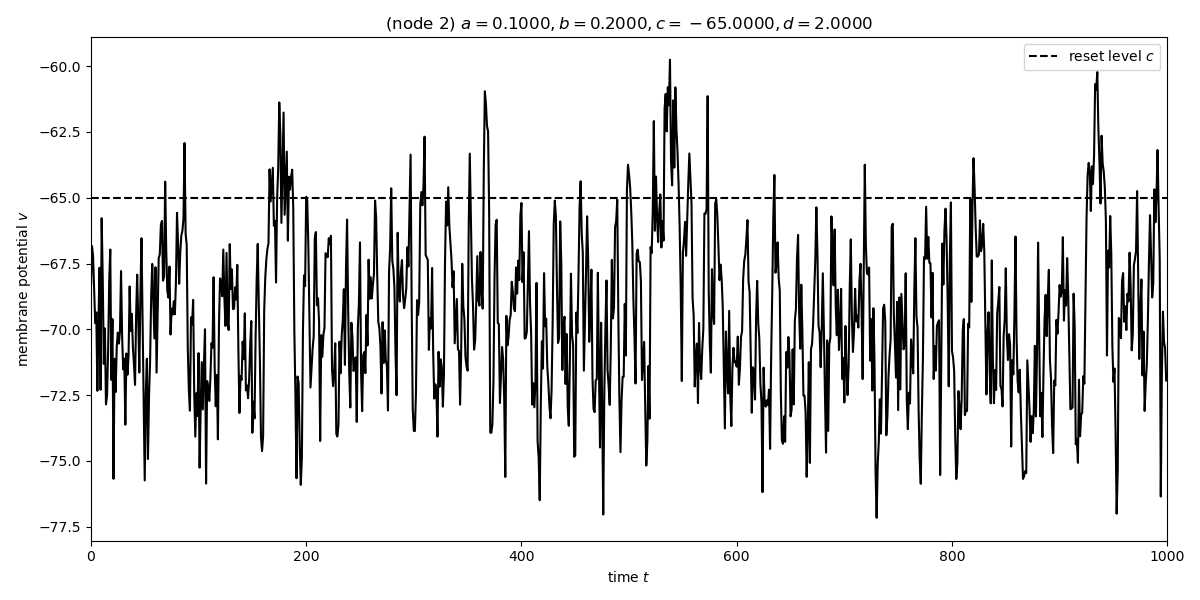 (node 2) a = 0.1000, b = 0.2000, c = −65.0000, d = 2.0000
reset level c
−60.0
−62.5
−65.0
−67.5
−70.0
−72.5
−75.0
−77.5
membrane potential v
0 200 400 600 800 1000
time t